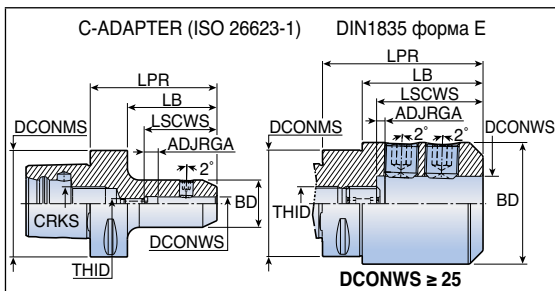 C-ADAPTER (ISO 26623-1) DIN1835 форма E
LPR
LB
LSCWS
ADJRGA
DCONMS
2°
CRKS
BD
DCONWS
THID
LPR
LB
LSCWS
ADJRGA
DCONMS
DCONWS
2°
2°
THID
BD
DCONWS ≥ 25